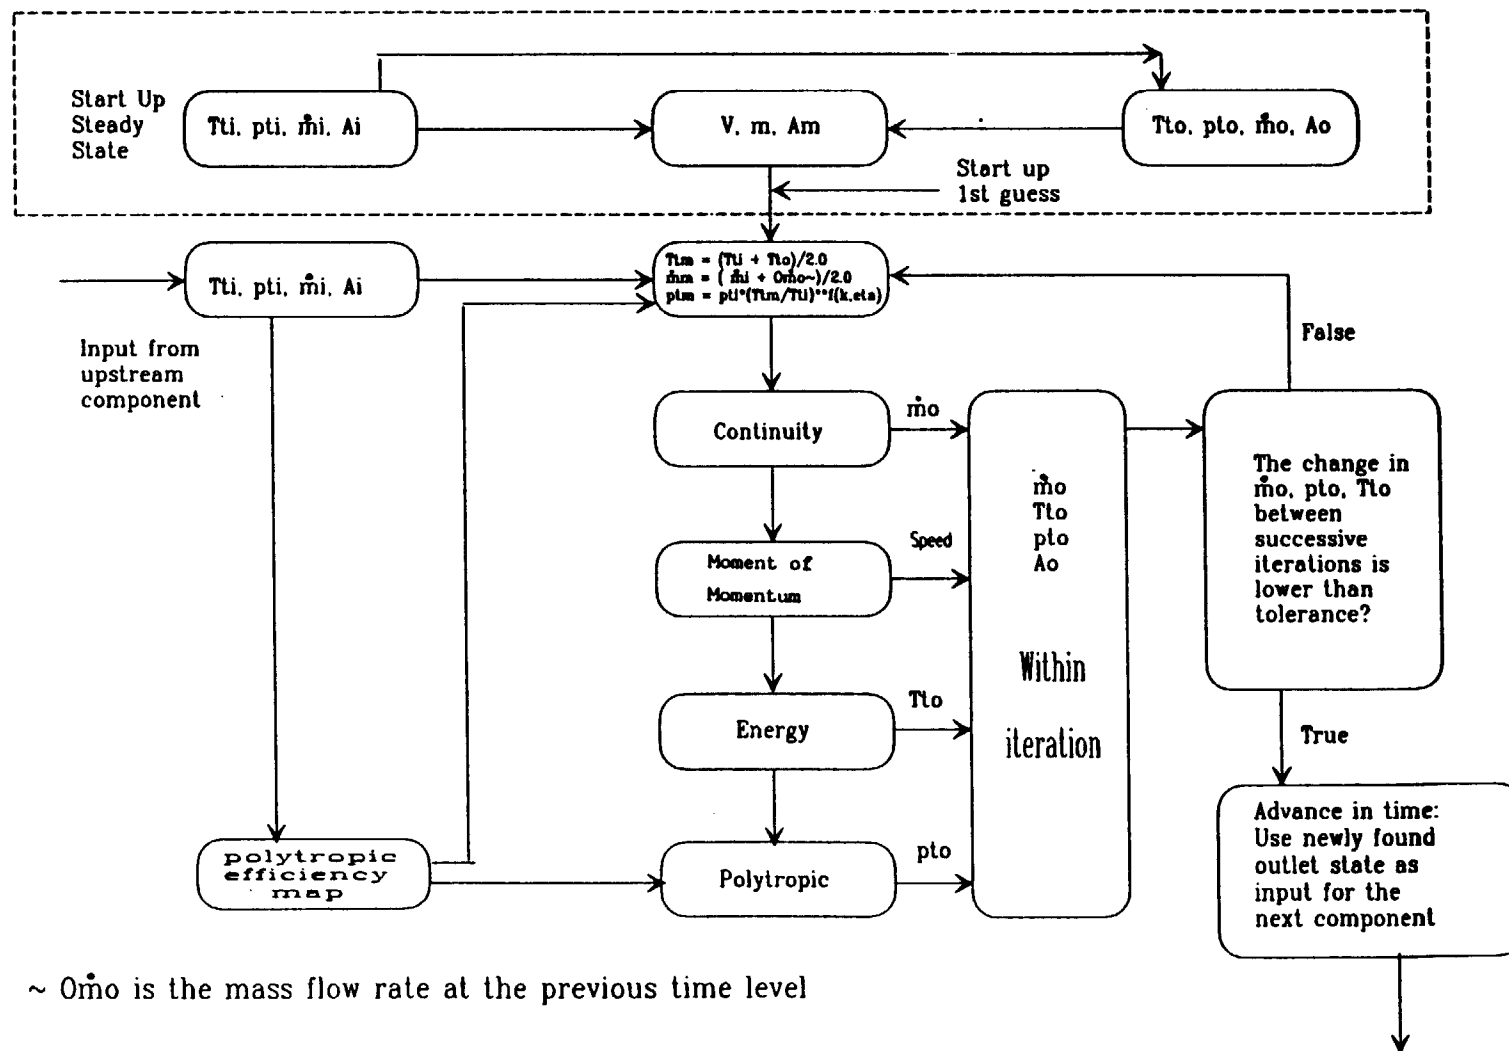 Start Up
Steady
State
Tti, pti, ṁi, Ai
V, m, Am
Tto, pto, ṁo, Ao
Start up
1st guess
Tti, pti, ṁi, Ai
Ttm = (Tti + Tto)/2.0
ṁm = ( ṁi + Oṁo~)/2.0
ptm = pti*(Ttm/Tti)**f(k,eta)
False
Input from
upstream
component
Continuity
ṁo
ṁo
Tto
pto
Ao
Within
iteration
The change in
ṁo, pto, Tto
between
successive
iterations is
lower than
tolerance?
Moment of
Momentum
Speed
Energy
Tto
True
polytropic
efficiency
map
Polytropic
pto
Advance in time:
Use newly found
outlet state as
input for the
next component
~ Oṁo is the mass flow rate at the previous time level